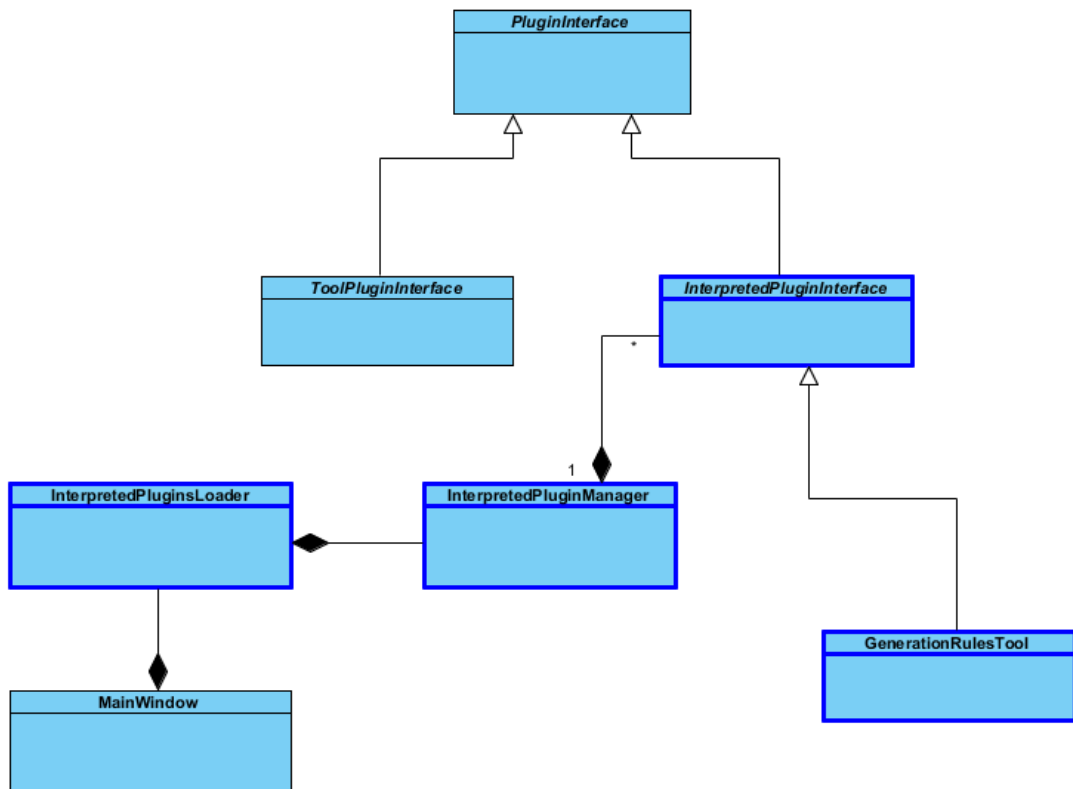 PluginInterface
ToolPluginInterface
InterpretedPluginInterface
*
1
InterpretedPluginsLoader
InterpretedPluginManager
GenerationRulesTool
MainWindow